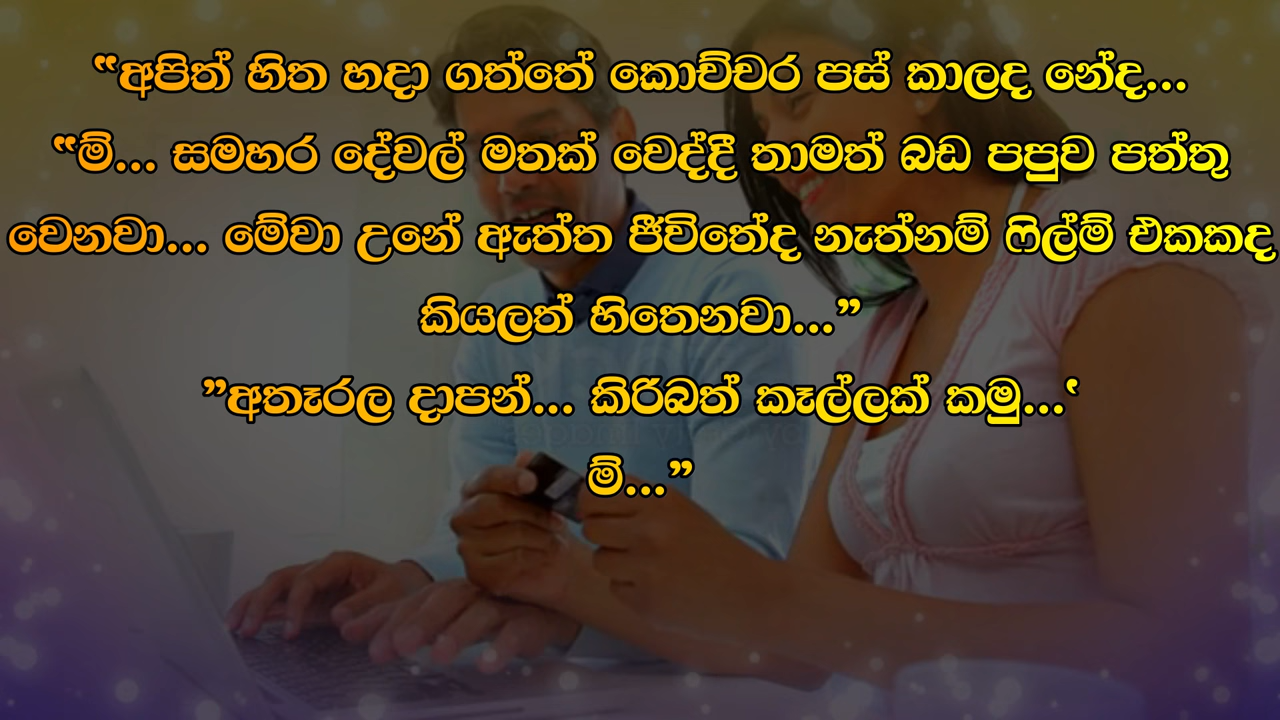 “අපිත් හිත හදා ගත්තේ කොච්චර පස් කාලද නේද...
“ම්... සමහර දේවල් මතක් වෙද්දී තාමත් බඩ පපුව පත්තු
වෙනවා... මේවා උනේ ඇත්ත ජීවිතේද නැත්නම් ෆිල්ම් එකකද
කියලත් හිතෙනවා...”
”අතෑරල දාපන්... කිරිබත් කෑල්ලක් කමු...‛
ම්...”